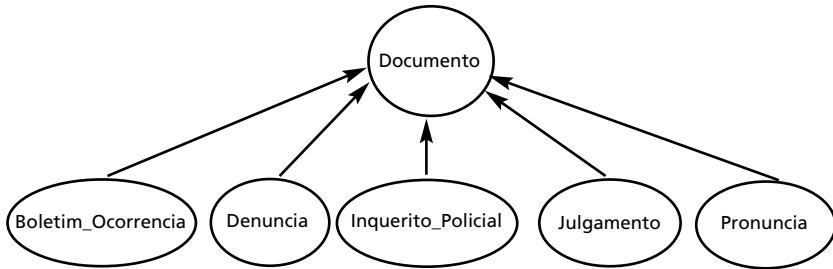 Documento
Boletim_Ocorrencia
Denuncia
Inquerito_Policial
Julgamento
Pronuncia